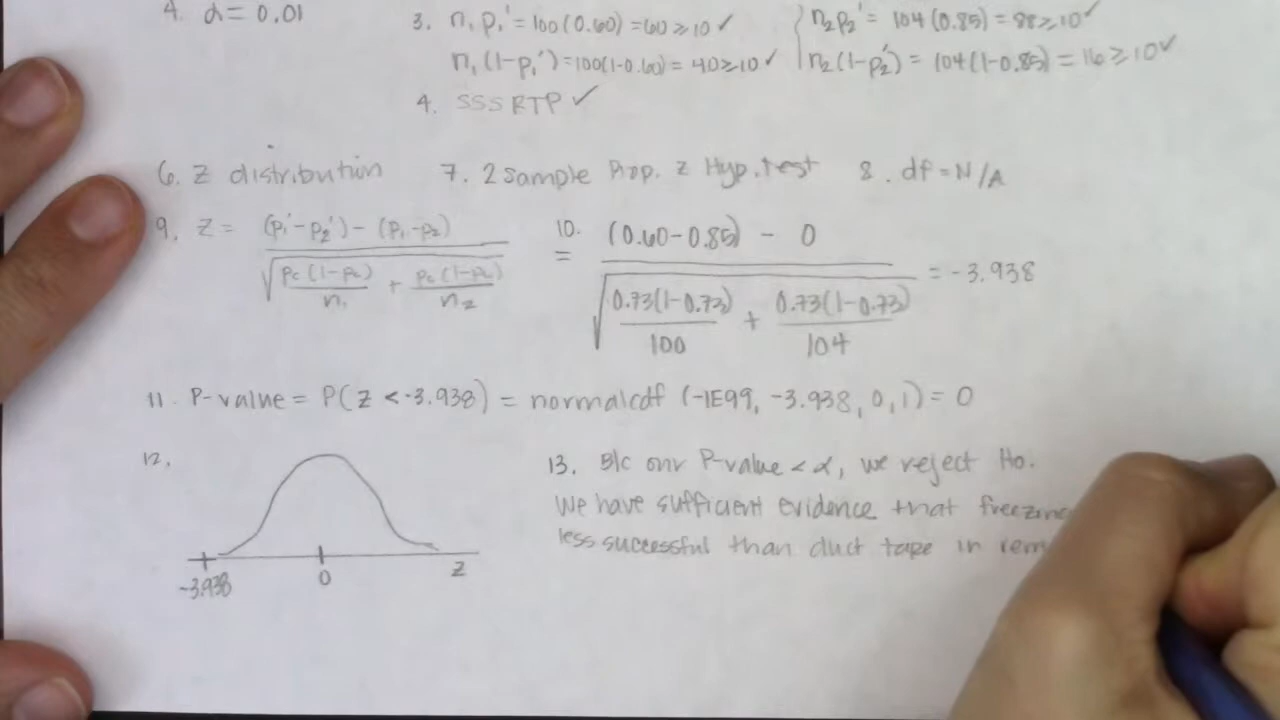 4. α = 0.01
3. n₁p₁' = 100(0.60) = 60 ≥ 10 ✓ n₂p₂' = 104(0.85) = 88 ≥ 10 ✓
n₁(1-p₁') = 100(1-0.60) = 40 ≥ 10 ✓ n₂(1-p₂') = 104(1-0.85) = 16 ≥ 10 ✓
4. SSSRTP ✓
6. Z distribution 7. 2 Sample Prop. Z Hyp. test 8. df = N/A
9. Z = (p₁'-p₂') - (p₁-p₂) / √(pc(1-pc)/n₁ + pc(1-pc)/n₂)
10. = (0.60-0.85) - 0 / √(0.73(1-0.73)/100 + 0.73(1-0.73)/104) = -3.938
11. P-value = P(Z < -3.938) = normalcdf (-1E99, -3.938, 0, 1) = 0
12.
-3.938 0 Z
13. B/c our P-value < α, we reject Ho.
We have sufficient evidence that
less successful than duct tape in